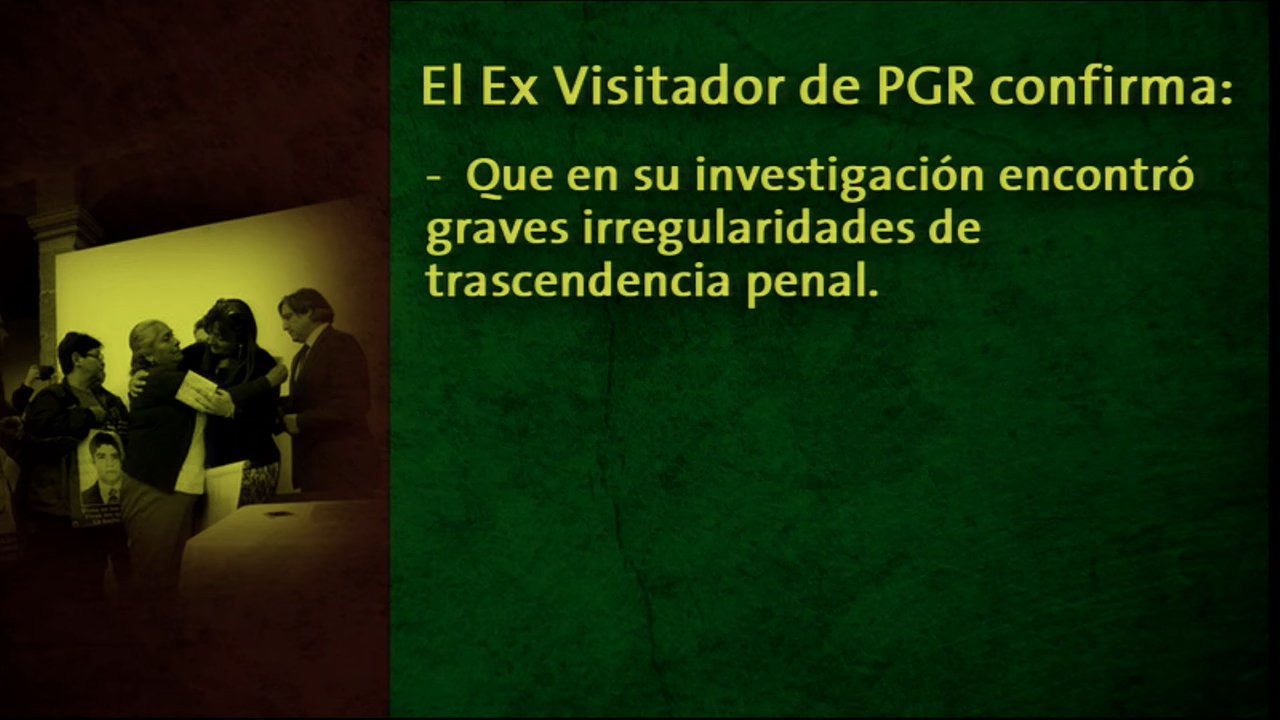 El Ex Visitador de PGR confirma:
- Que en su investigación encontró
graves irregularidades de
trascendencia penal.